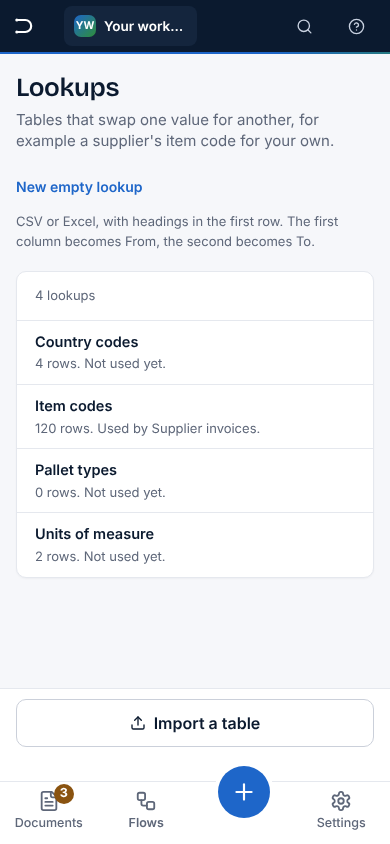 YW Your work...
Lookups
Tables that swap one value for another, for
example a supplier's item code for your own.
New empty lookup
CSV or Excel, with headings in the first row. The first
column becomes From, the second becomes To.
4 lookups
Country codes
4 rows. Not used yet.
Item codes
120 rows. Used by Supplier invoices.
Pallet types
0 rows. Not used yet.
Units of measure
2 rows. Not used yet.
Import a table
3
Documents Flows Settings